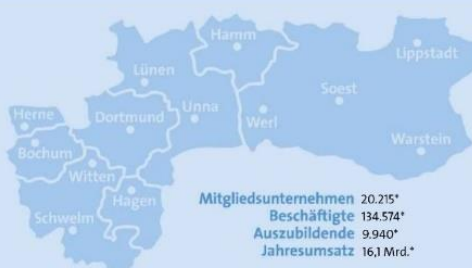 Hamm
Lippstadt
Lünen
Soest
Herne
Dortmund
Unna
Werl
Bochum
Warstein
Witten
Hagen
Schwelm
Mitgliedsunternehmen 20.215*
Beschäftigte 134.574*
Auszubildende 9.940*
Jahresumsatz 16,1 Mrd.*